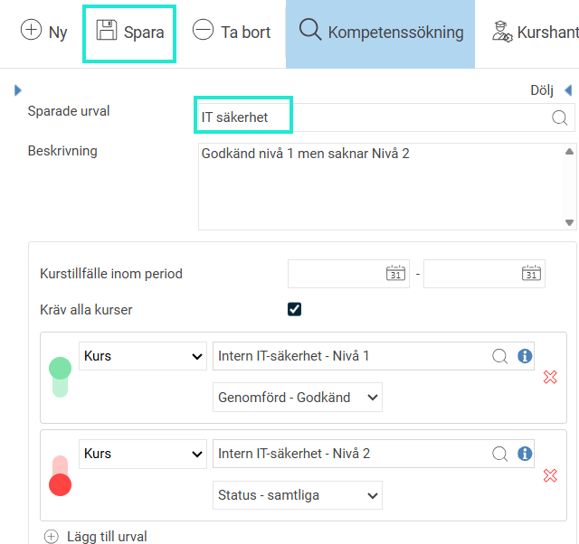 Ny Spara Ta bort Kompetenssökning Kurshant
Dölj
Sparade urval IT säkerhet
Beskrivning Godkänd nivå 1 men saknar Nivå 2
Kurstillfälle inom period 31 - 31
Kräv alla kurser
Kurs Intern IT-säkerhet - Nivå 1
Genomförd - Godkänd
Kurs Intern IT-säkerhet - Nivå 2
Status - samtliga
Lägg till urval